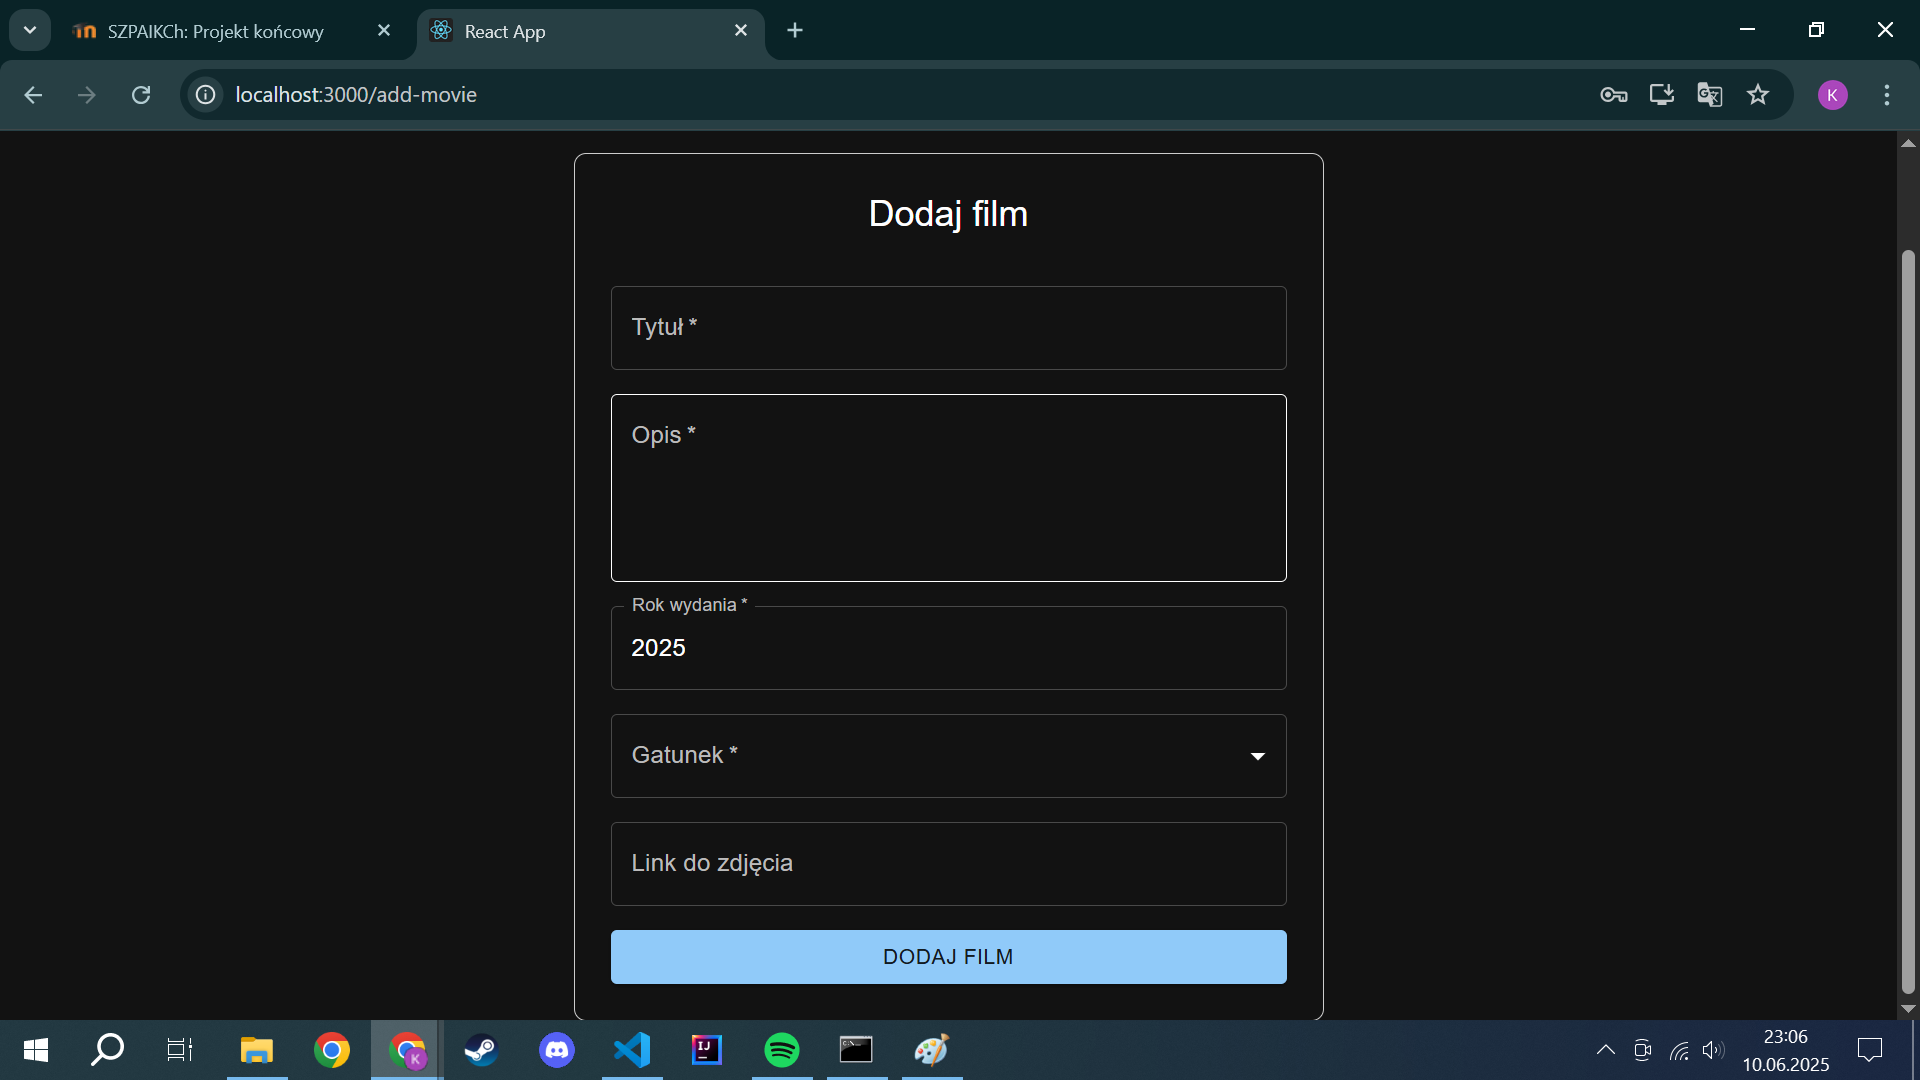 SZPAIKCh: Projekt końcowy
React App
localhost:3000/add-movie
K
Dodaj film
Tytuł *
Opis *
Rok wydania *
2025
Gatunek *
Link do zdjęcia
DODAJ FILM
K
IJ
23:06
10.06.2025